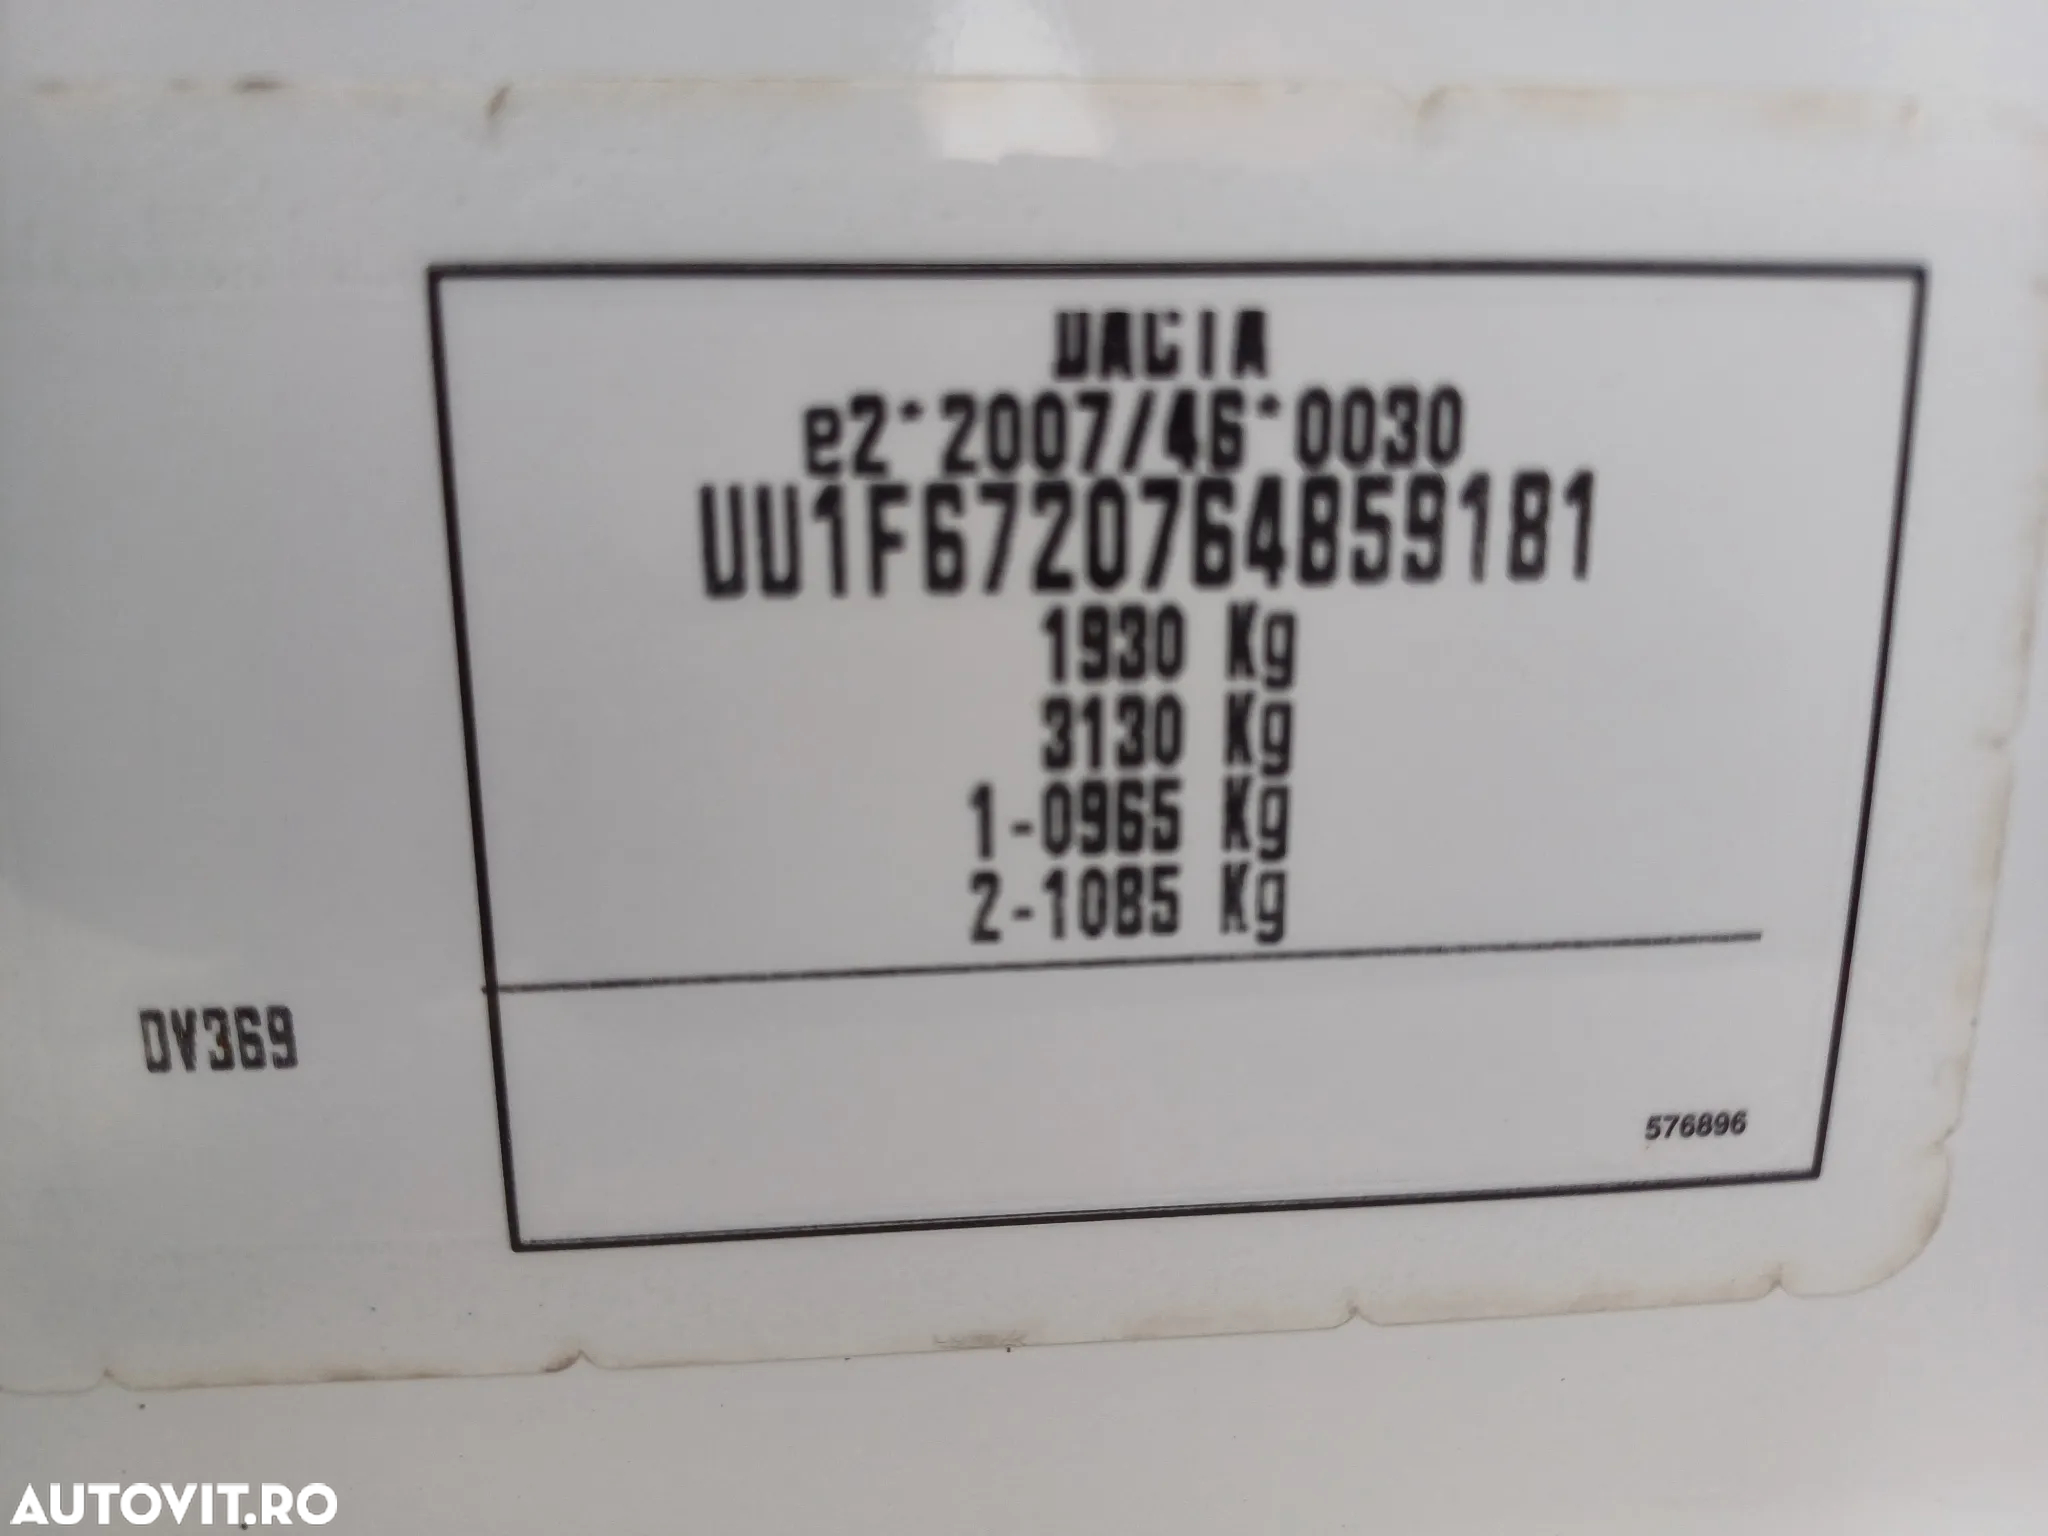 DACIA
e2*2007/46*0030
UU1F6720764859181
1930 Kg
3130 Kg
1-0965 Kg
2-1085 Kg
DV369
576896
AUTOVIT.RO